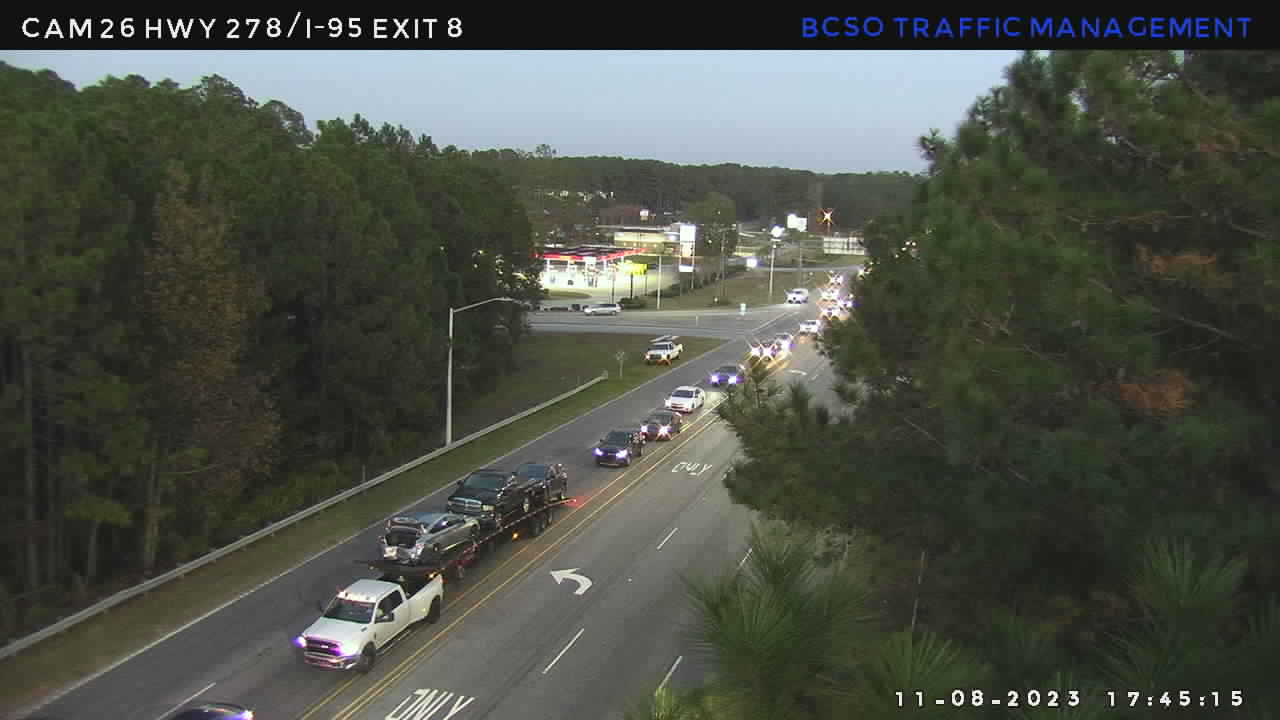 CAM 26 HWY 278/I-95 EXIT 8
BCSO TRAFFIC MANAGEMENT
ONLY
ONLY
11-08-2023 17:45:15